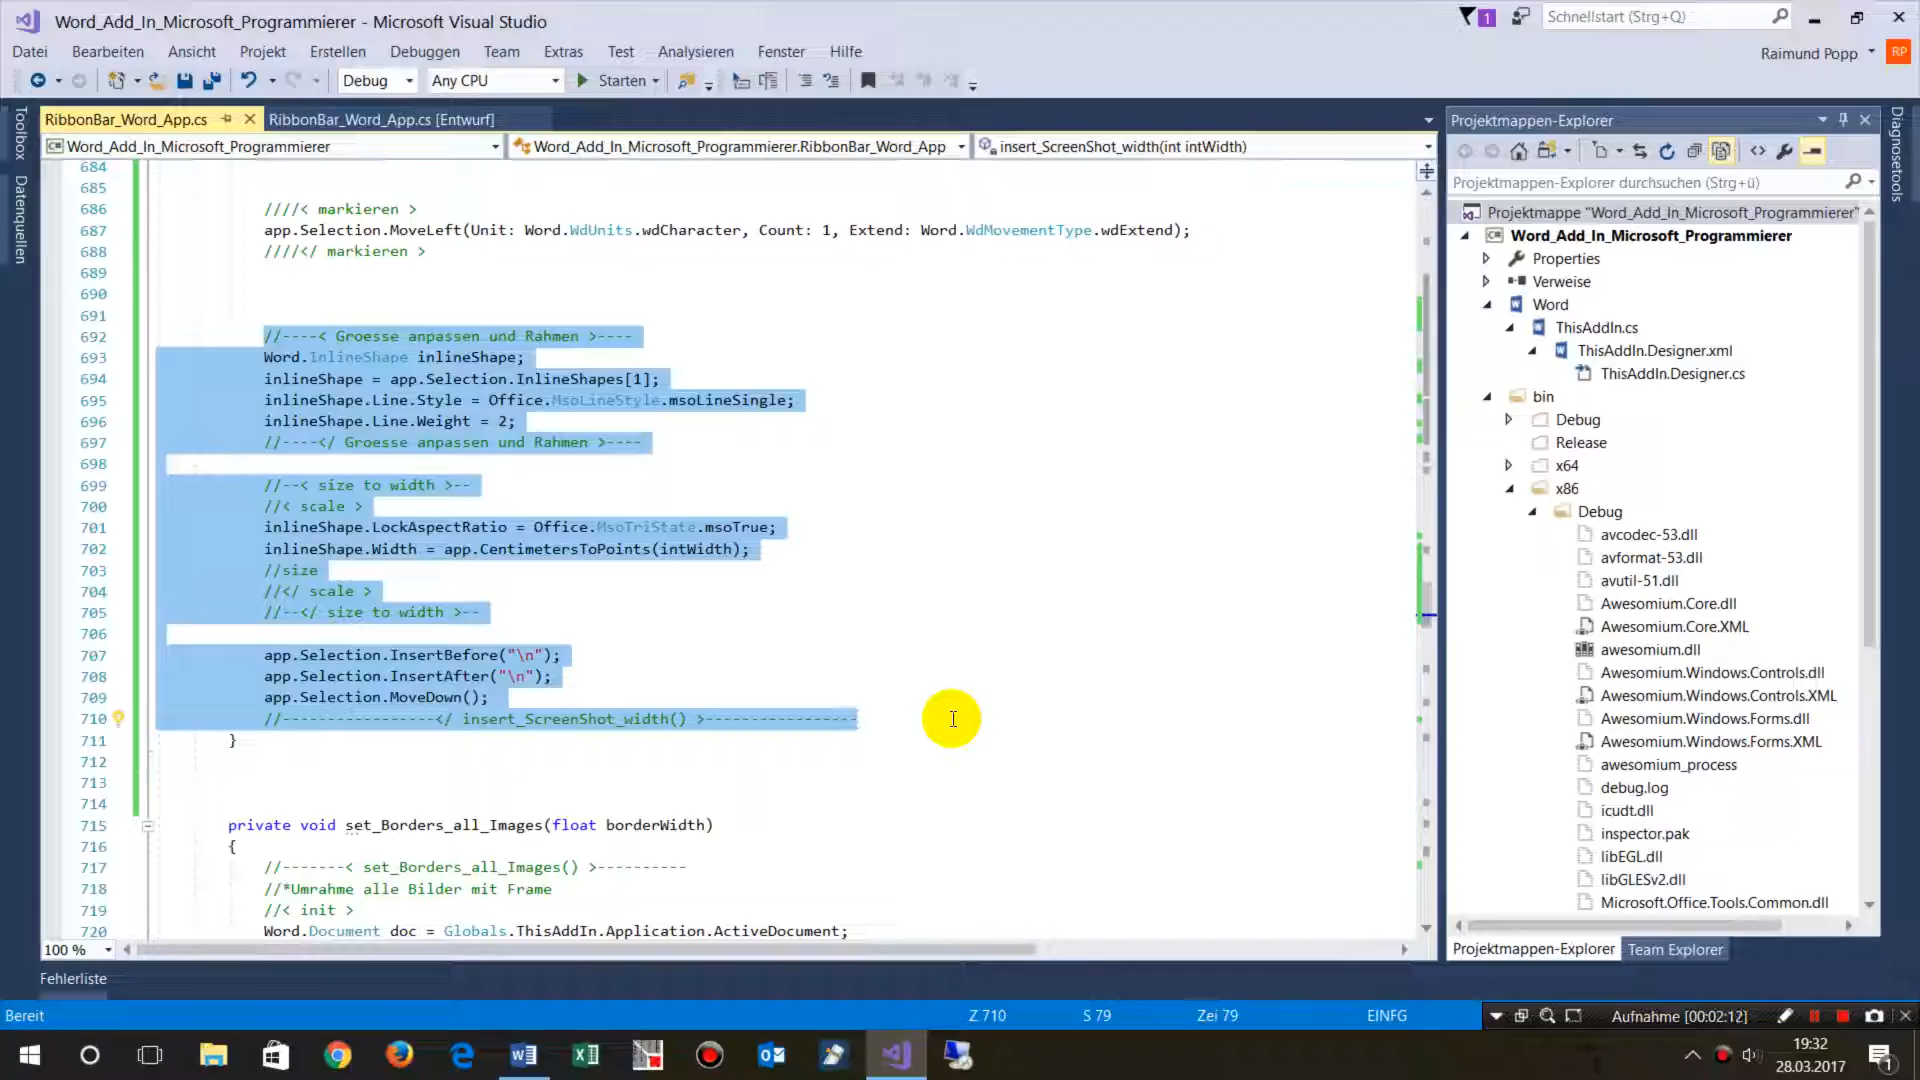 Word_Add_In_Microsoft_Programmierer - Microsoft Visual Studio
1
Schnellstart (Strg+Q)
Datei Bearbeiten Ansicht Projekt Erstellen Debuggen Team Extras Test Analysieren Fenster Hilfe
Raimund Popp
RP
Debug
Any CPU
Starten
Toolbox
Datenquellen
RibbonBar_Word_App.cs
RibbonBar_Word_App.cs [Entwurf]
Word_Add_In_Microsoft_Programmierer
Word_Add_In_Microsoft_Programmierer.RibbonBar_Word_App
insert_ScreenShot_width(int intWidth)
684
685
686 ////< markieren >
687 app.Selection.MoveLeft(Unit: Word.WdUnits.wdCharacter, Count: 1, Extend: Word.WdMovementType.wdExtend);
688 ////</ markieren >
689
690
691
692 //----< Groesse anpassen und Rahmen >----
693 Word.InlineShape inlineShape;
694 inlineShape = app.Selection.InlineShapes[1];
695 inlineShape.Line.Style = Office.MsoLineStyle.msoLineSingle;
696 inlineShape.Line.Weight = 2;
697 //----</ Groesse anpassen und Rahmen >----
698
699 //--< size to width >--
700 //< scale >
701 inlineShape.LockAspectRatio = Office.MsoTriState.msoTrue;
702 inlineShape.Width = app.CentimetersToPoints(intWidth);
703 //size
704 //</ scale >
705 //--</ size to width >--
706
707 app.Selection.InsertBefore("\n");
708 app.Selection.InsertAfter("\n");
709 app.Selection.MoveDown();
710 //-----------------</ insert_ScreenShot_width() >-----------------
711 }
712
713
714
715 private void set_Borders_all_Images(float borderWidth)
716 {
717 //-------< set_Borders_all_Images() >----------
718 //*Umrahme alle Bilder mit Frame
719 //< init >
720 Word.Document doc = Globals.ThisAddIn.Application.ActiveDocument;
100 %
Projektmappen-Explorer
Projektmappen-Explorer durchsuchen (Strg+ü)
Projektmappe "Word_Add_In_Microsoft_Programmierer"
Word_Add_In_Microsoft_Programmierer
Properties
Verweise
Word
ThisAddIn.cs
ThisAddIn.Designer.xml
ThisAddIn.Designer.cs
bin
Debug
Release
x64
x86
Debug
avcodec-53.dll
avformat-53.dll
avutil-51.dll
Awesomium.Core.dll
Awesomium.Core.XML
awesomium.dll
Awesomium.Windows.Controls.dll
Awesomium.Windows.Controls.XML
Awesomium.Windows.Forms.dll
Awesomium.Windows.Forms.XML
awesomium_process
debug.log
icudt.dll
inspector.pak
libEGL.dll
libGLESv2.dll
Microsoft.Office.Tools.Common.dll
Projektmappen-Explorer Team Explorer
Diagnosetools
Fehlerliste
Bereit
Z 710 S 79 Zei 79 EINFG
Aufnahme [00:02:12]
19:32
28.03.2017
1